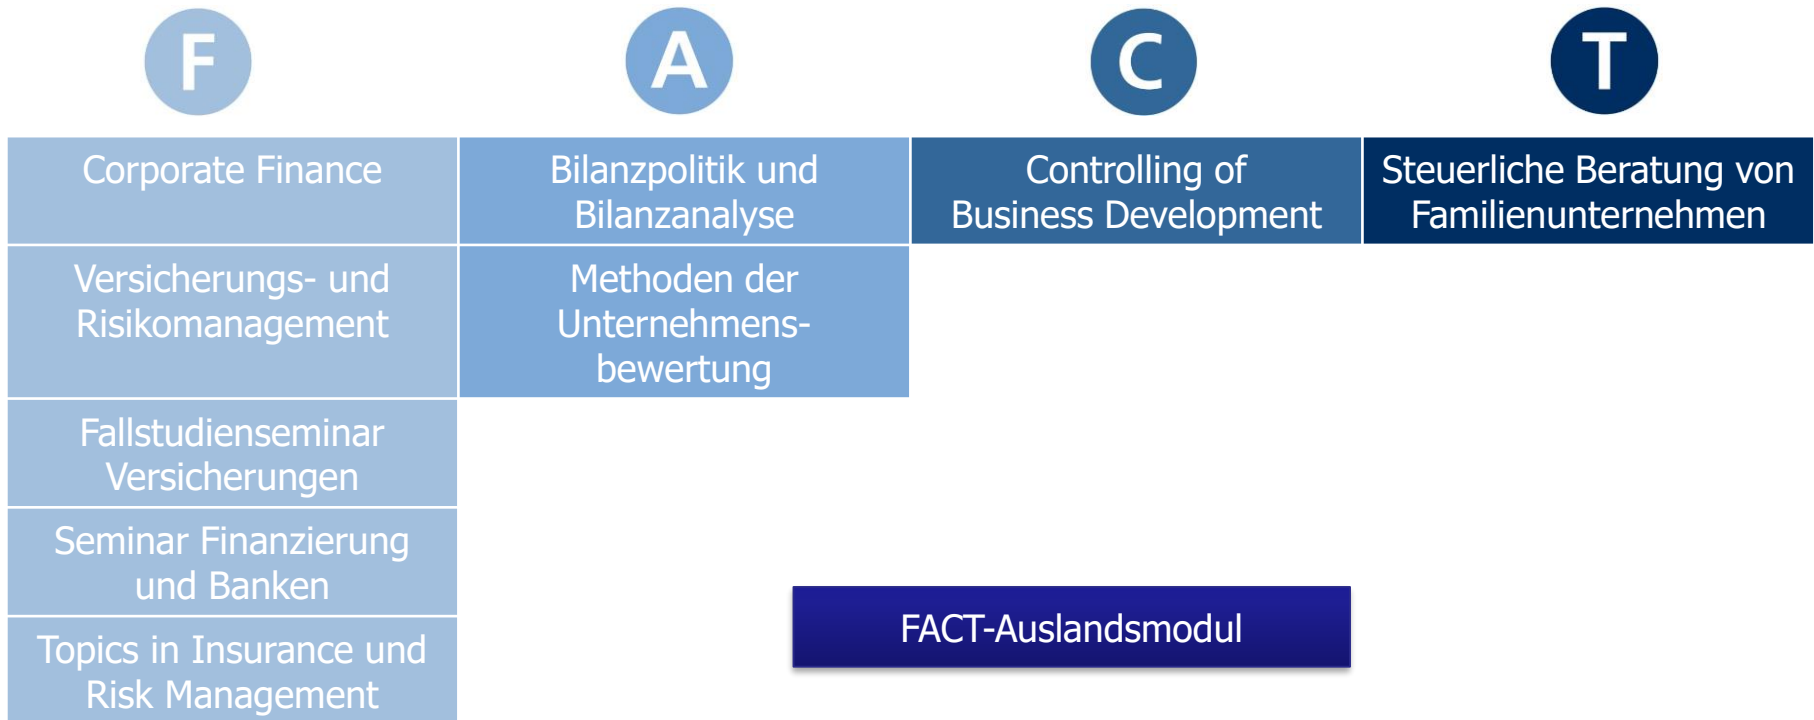 F
A
C
T
Corporate Finance
Bilanzpolitik und
Bilanzanalyse
Controlling of
Business Development
Steuerliche Beratung von
Familienunternehmen
Versicherungs- und
Risikomanagement
Methoden der
Unternehmens-
bewertung
Fallstudienseminar
Versicherungen
Seminar Finanzierung
und Banken
Topics in Insurance und
Risk Management
FACT-Auslandsmodul